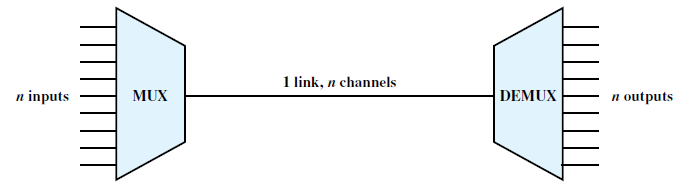 1 link, n channels
n inputs
MUX
DEMUX
n outputs